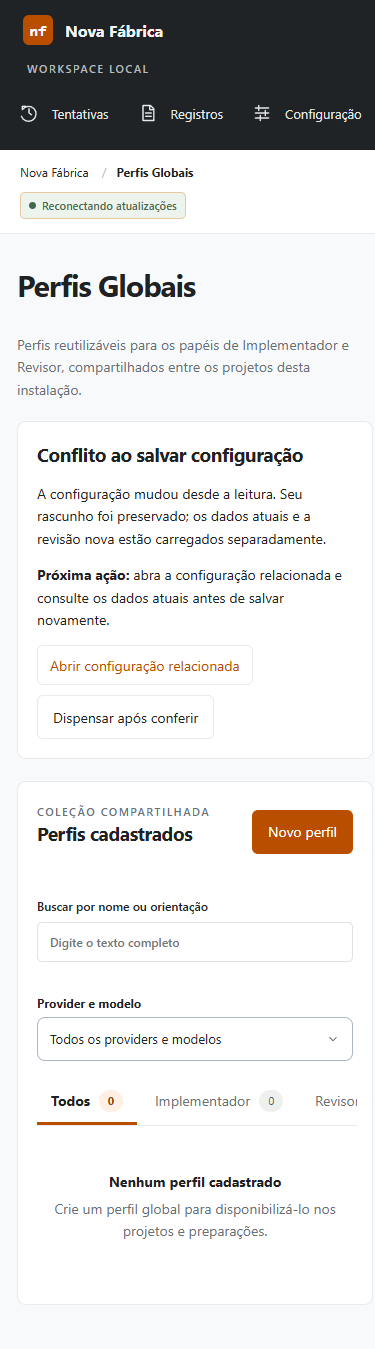 nf Nova Fábrica
WORKSPACE LOCAL
Tentativas Registros Configuração
Nova Fábrica / Perfis Globais
Reconectando atualizações
Perfis Globais
Perfis reutilizáveis para os papéis de Implementador e
Revisor, compartilhados entre os projetos desta
instalação.
Conflito ao salvar configuração
A configuração mudou desde a leitura. Seu
rascunho foi preservado; os dados atuais e a
revisão nova estão carregados separadamente.
Próxima ação: abra a configuração relacionada e
consulte os dados atuais antes de salvar
novamente.
Abrir configuração relacionada
Dispensar após conferir
COLEÇÃO COMPARTILHADA
Perfis cadastrados
Novo perfil
Buscar por nome ou orientação
Digite o texto completo
Provider e modelo
Todos os providers e modelos
Todos 0 Implementador 0 Revisor
Nenhum perfil cadastrado
Crie um perfil global para disponibilizá-lo nos
projetos e preparações.